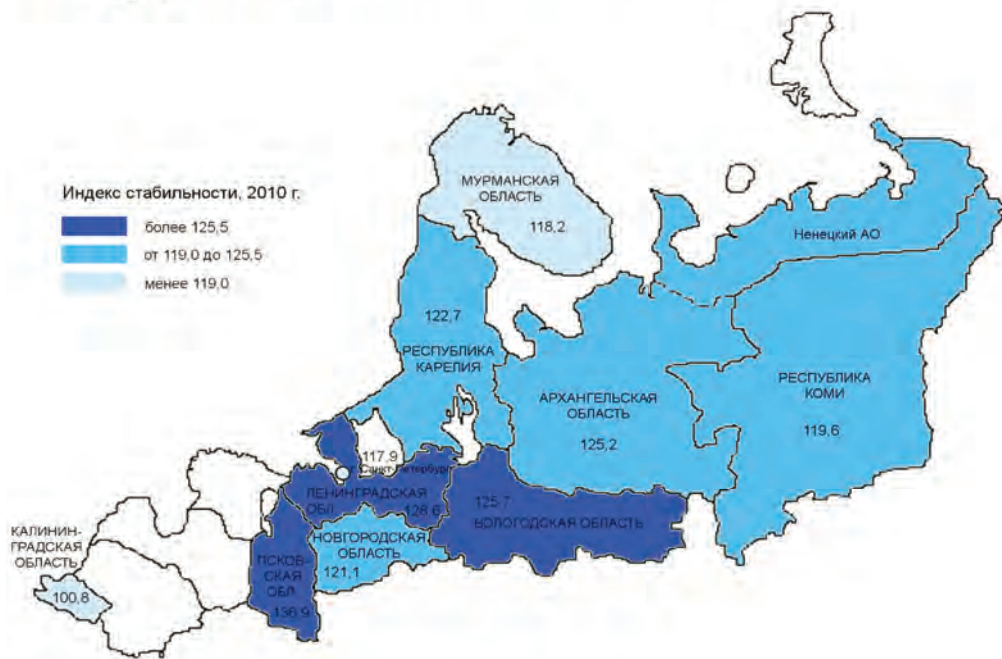 Индекс стабильности, 2010 г.
более 125,5
от 119,0 до 125,5
менее 119,0
МУРМАНСКАЯ
ОБЛАСТЬ
118,2
Ненецкий АО
122,7
РЕСПУБЛИКА
КАРЕЛИЯ
АРХАНГЕЛЬСКАЯ
ОБЛАСТЬ
125,2
РЕСПУБЛИКА
КОМИ
119,6
117,9
г. Санкт-Петербург
ЛЕНИНГРАДСКАЯ
ОБЛ.
128,6
125,7
ВОЛОГОДСКАЯ ОБЛАСТЬ
НОВГОРОДСКАЯ
ОБЛАСТЬ
121,1
ПСКОВ-
СКАЯ
ОБЛ.
136,9
КАЛИНИН-
ГРАДСКАЯ
ОБЛАСТЬ
100,8